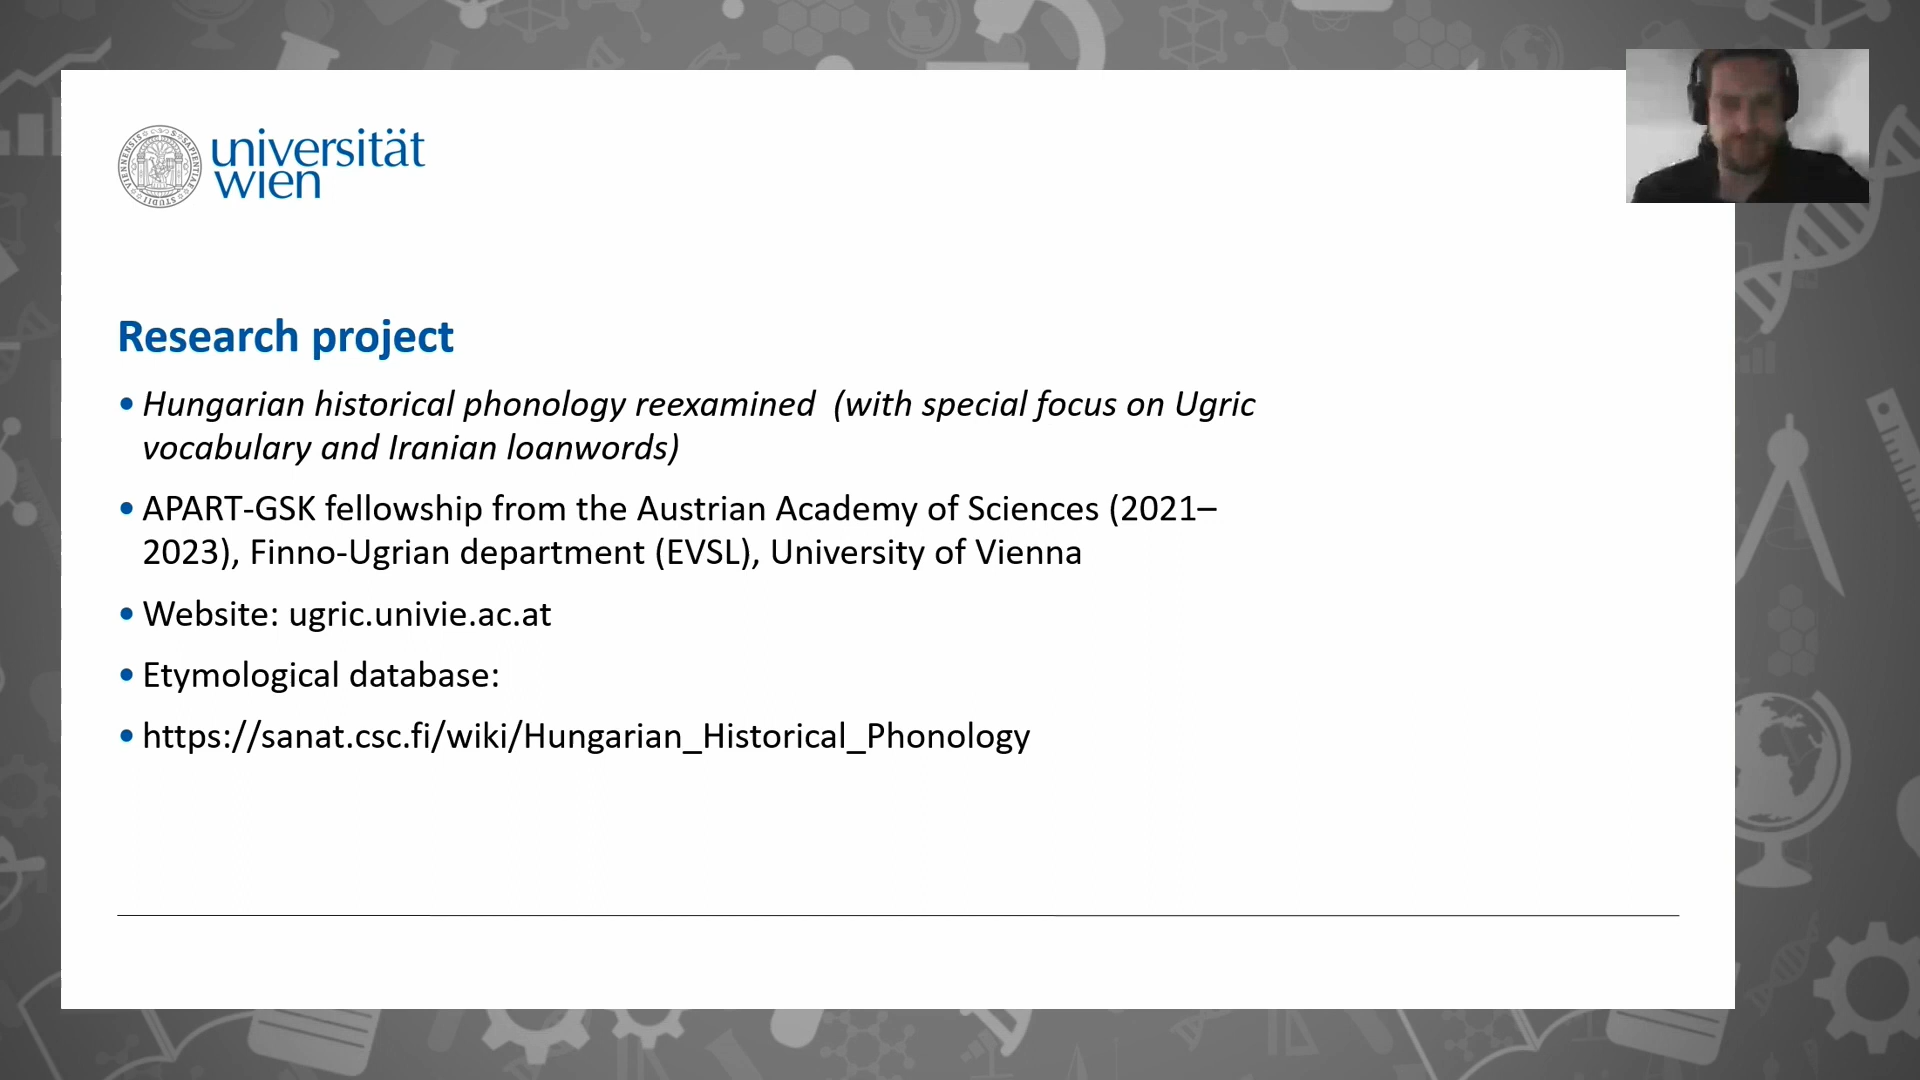 universität
wien
Research project
• Hungarian historical phonology reexamined (with special focus on Ugric
vocabulary and Iranian loanwords)
• APART-GSK fellowship from the Austrian Academy of Sciences (2021–
2023), Finno-Ugrian department (EVSL), University of Vienna
• Website: ugric.univie.ac.at
• Etymological database:
• https://sanat.csc.fi/wiki/Hungarian_Historical_Phonology